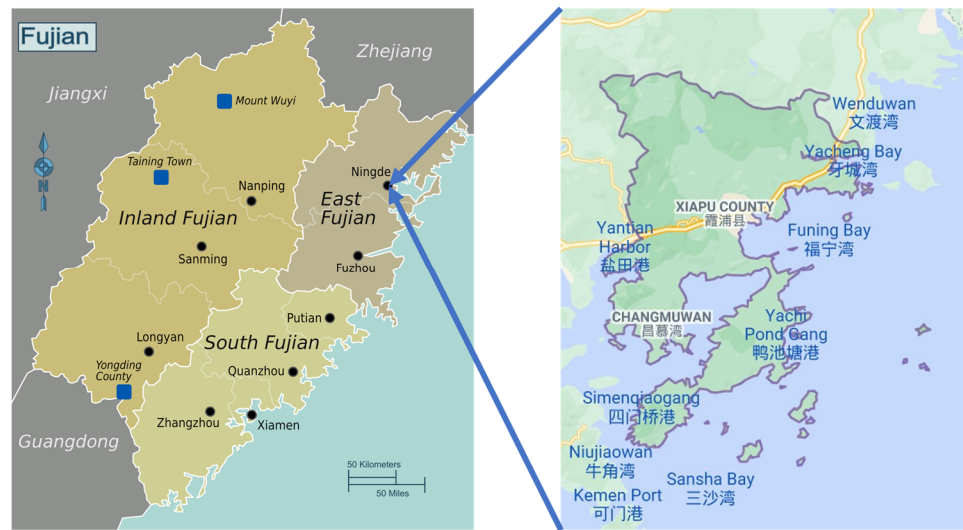 Fujian
Zhejiang
Jiangxi
Mount Wuyi
Taining Town
Ningde
Nanping
East
Fujian
Inland Fujian
Sanming
Fuzhou
Putian
Longyan
South Fujian
Yongding
County
Quanzhou
Zhangzhou
Xiamen
Guangdong
N
50 Kilometers
50 Miles
Wenduwan
文渡湾
Yacheng Bay
牙城湾
XIAPU COUNTY
霞浦县
Yantian
Harbor
盐田港
Funing Bay
福宁湾
CHANGMUWAN
昌慕湾
Yachi
Pond Gang
鸭池塘港
Simenqiaogang
四门桥港
Niujiaowan
牛角湾
Sansha Bay
三沙湾
Kemen Port
可门港